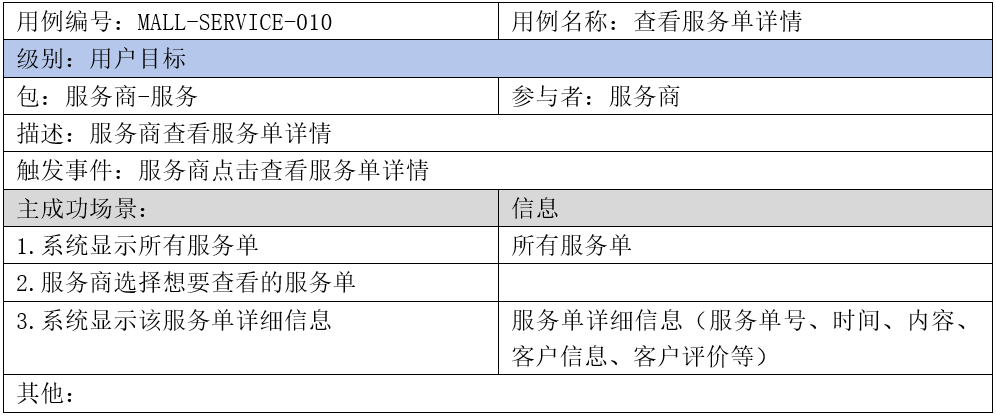 用例编号：MALL-SERVICE-010
用例名称：查看服务单详情
级别：用户目标
包：服务商-服务
参与者：服务商
描述：服务商查看服务单详情
触发事件：服务商点击查看服务单详情
主成功场景：
信息
1.系统显示所有服务单
所有服务单
2.服务商选择想要查看的服务单
3.系统显示该服务单详细信息
服务单详细信息（服务单号、时间、内容、
客户信息、客户评价等）
其他：